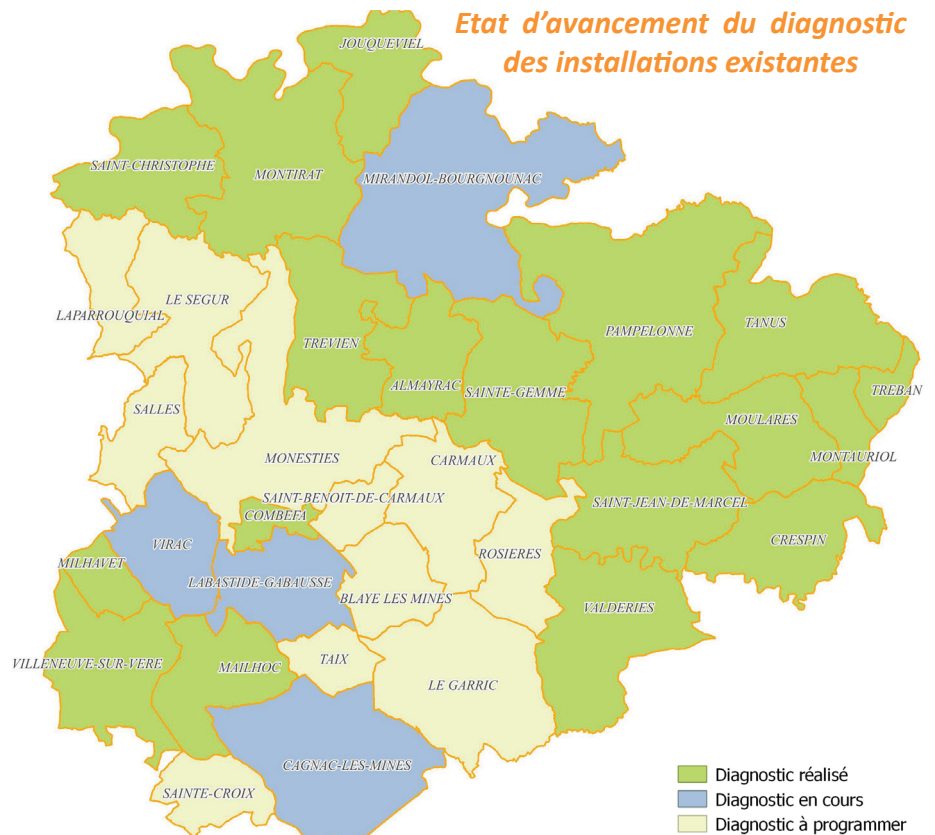 Etat d'avancement du diagnostic
des installations existantes
JOUQUEVIEL
SAINT-CHRISTOPHE
MONTIRAT
MIRANDOL-BOURGNOUNAC
LE SEGUR
LAPARROUQUIAL
TREVIEN
PAMPELONNE
TANUS
ALMAYRAC
SAINTE-GEMME
TREBAN
SALLES
MOULARES
MONESTIES
CARMAUX
MONTAURIOL
SAINT-BENOIT-DE-CARMAUX
SAINT-JEAN-DE-MARCEL
COMBEFA
VIRAC
ROSIERES
CRESPIN
MILHAVET
LABASTIDE-GABAUSSE
BLAYE LES MINES
VALDERIES
VILLENEUVE-SUR-VERE
MAILHOC
TAIX
LE GARRIC
CAGNAC-LES-MINES
SAINTE-CROIX
Diagnostic réalisé
Diagnostic en cours
Diagnostic à programmer